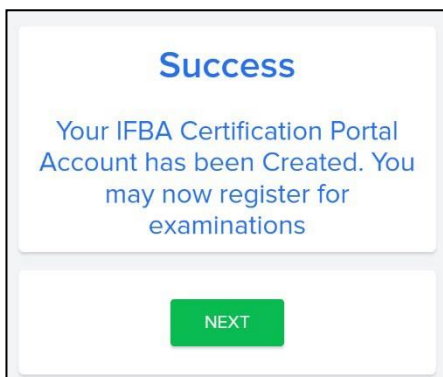 Success
Your IFBA Certification Portal
Account has been Created. You
may now register for
examinations
NEXT